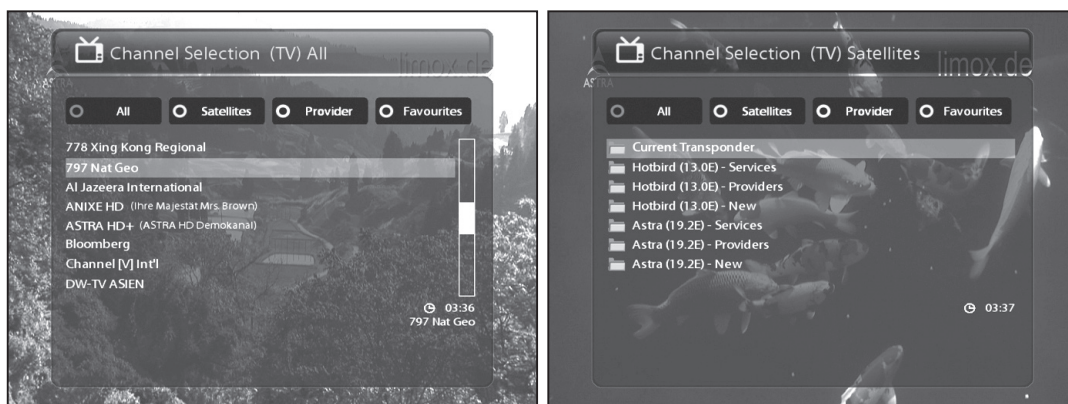 Channel Selection (TV) All
limox.de
ASTRA
All Satellites Provider Favourites
778 Xing Kong Regional
797 Nat Geo
Al Jazeera International
ANIXE HD (Ihre Majestat Mrs. Brown)
ASTRA HD+ (ASTRA HD Demokanal)
Bloomberg
Channel [V] Int'l
DW-TV ASIEN
03:36
797 Nat Geo
Channel Selection (TV) Satellites
limox.de
ASTRA
All Satellites Provider Favourites
Current Transponder
Hotbird (13.0E) - Services
Hotbird (13.0E) - Providers
Hotbird (13.0E) - New
Astra (19.2E) - Services
Astra (19.2E) - Providers
Astra (19.2E) - New
03:37